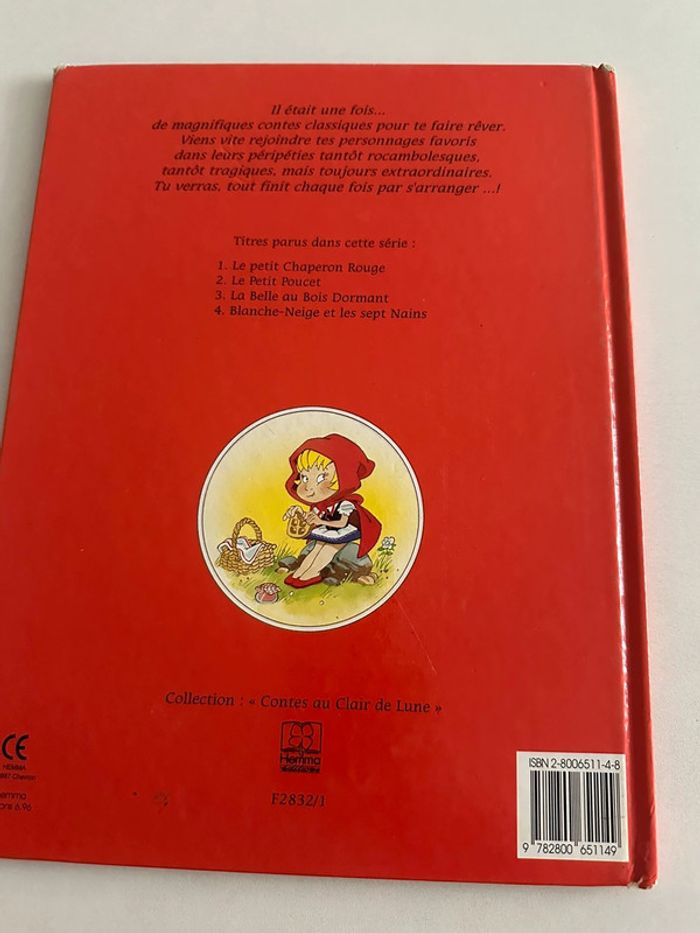 Il était une fois...
de magnifiques contes classiques pour te faire rêver.
Viens vite rejoindre tes personnages favoris
dans leurs péripéties tantôt rocambolesques,
tantôt tragiques, mais toujours extraordinaires.
Tu verras, tout finit chaque fois par s'arranger ...!
Titres parus dans cette série :
1. Le petit Chaperon Rouge
2. Le Petit Poucet
3. La Belle au Bois Dormant
4. Blanche-Neige et les sept Nains
Collection : « Contes au Clair de Lune »
Hemma
F2832/1
CE
HEMMA
Chevron
6.96
ISBN 2-8006511-4-8
9 782800 651149